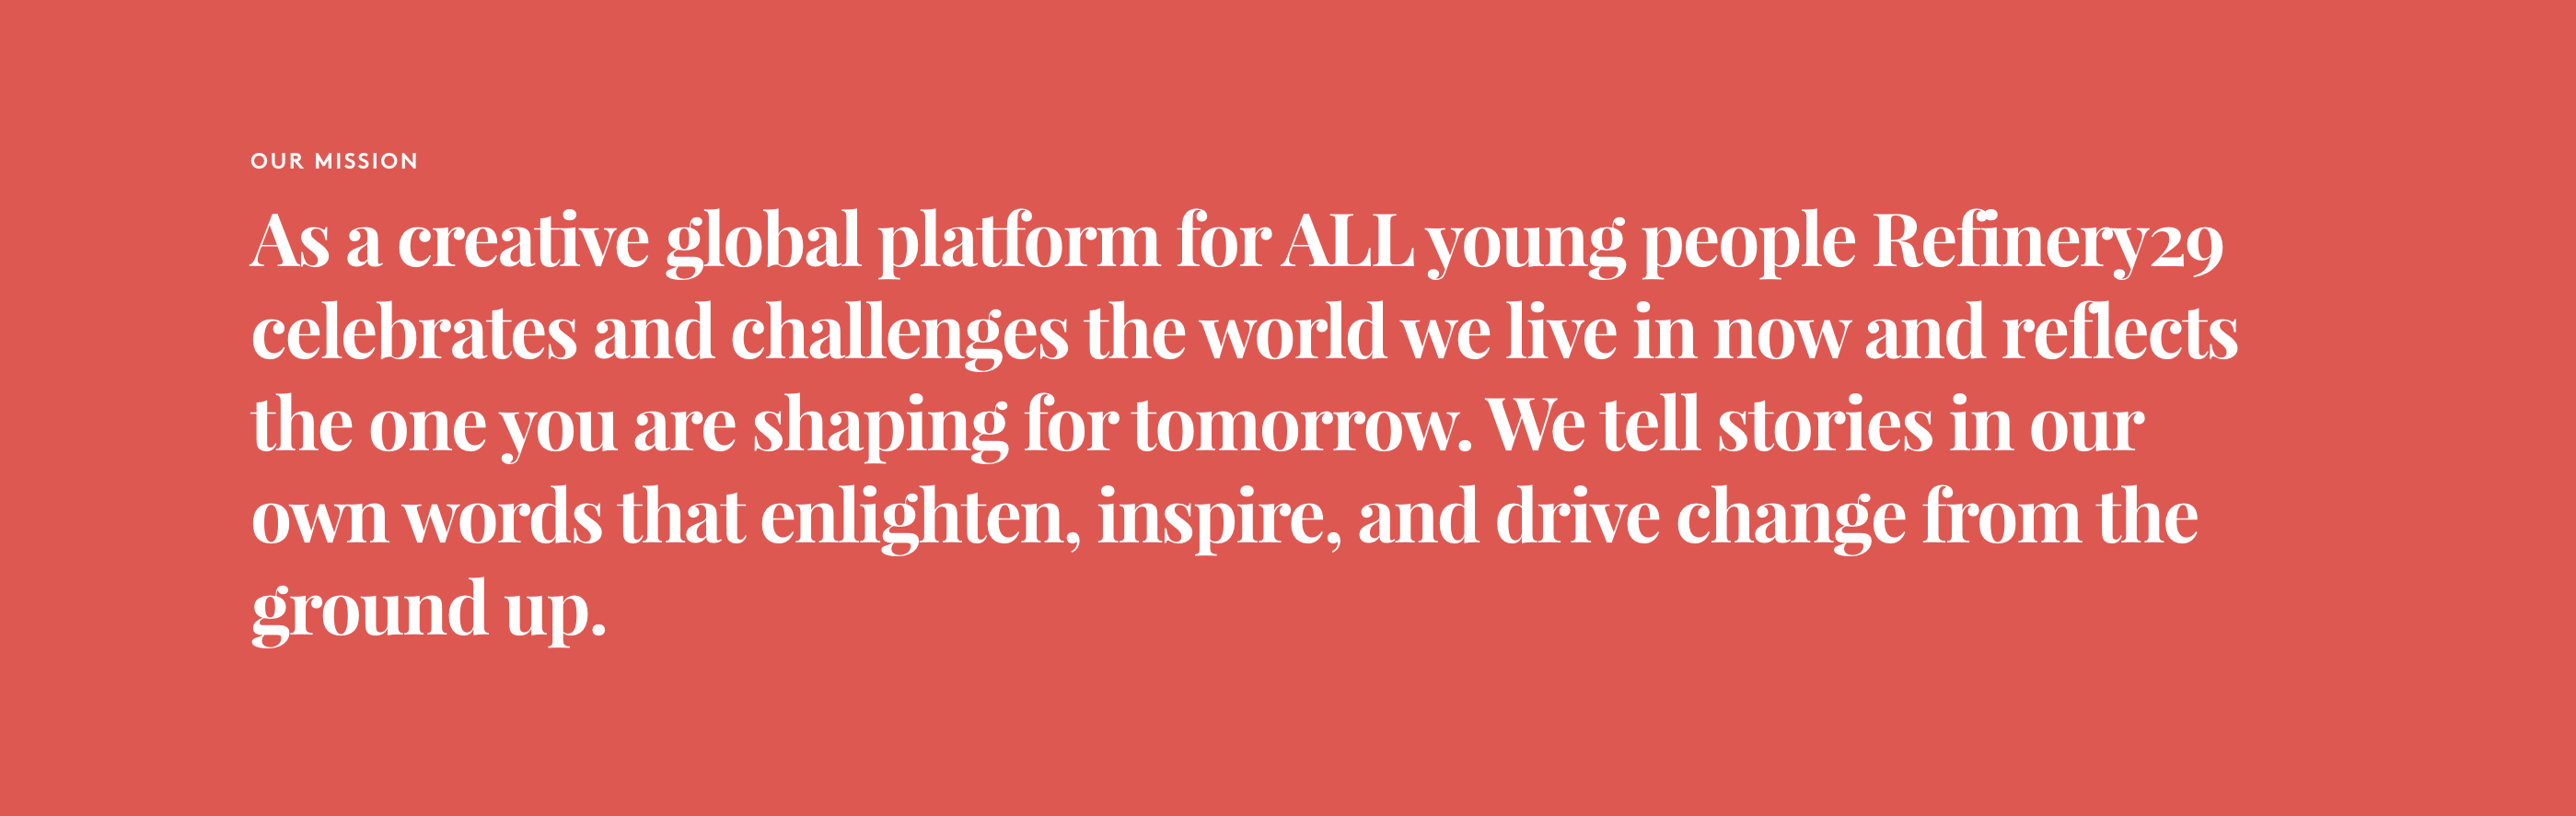 OUR MISSION
As a creative global platform for ALL young people Refinery29
celebrates and challenges the world we live in now and reflects
the one you are shaping for tomorrow. We tell stories in our
own words that enlighten, inspire, and drive change from the
ground up.